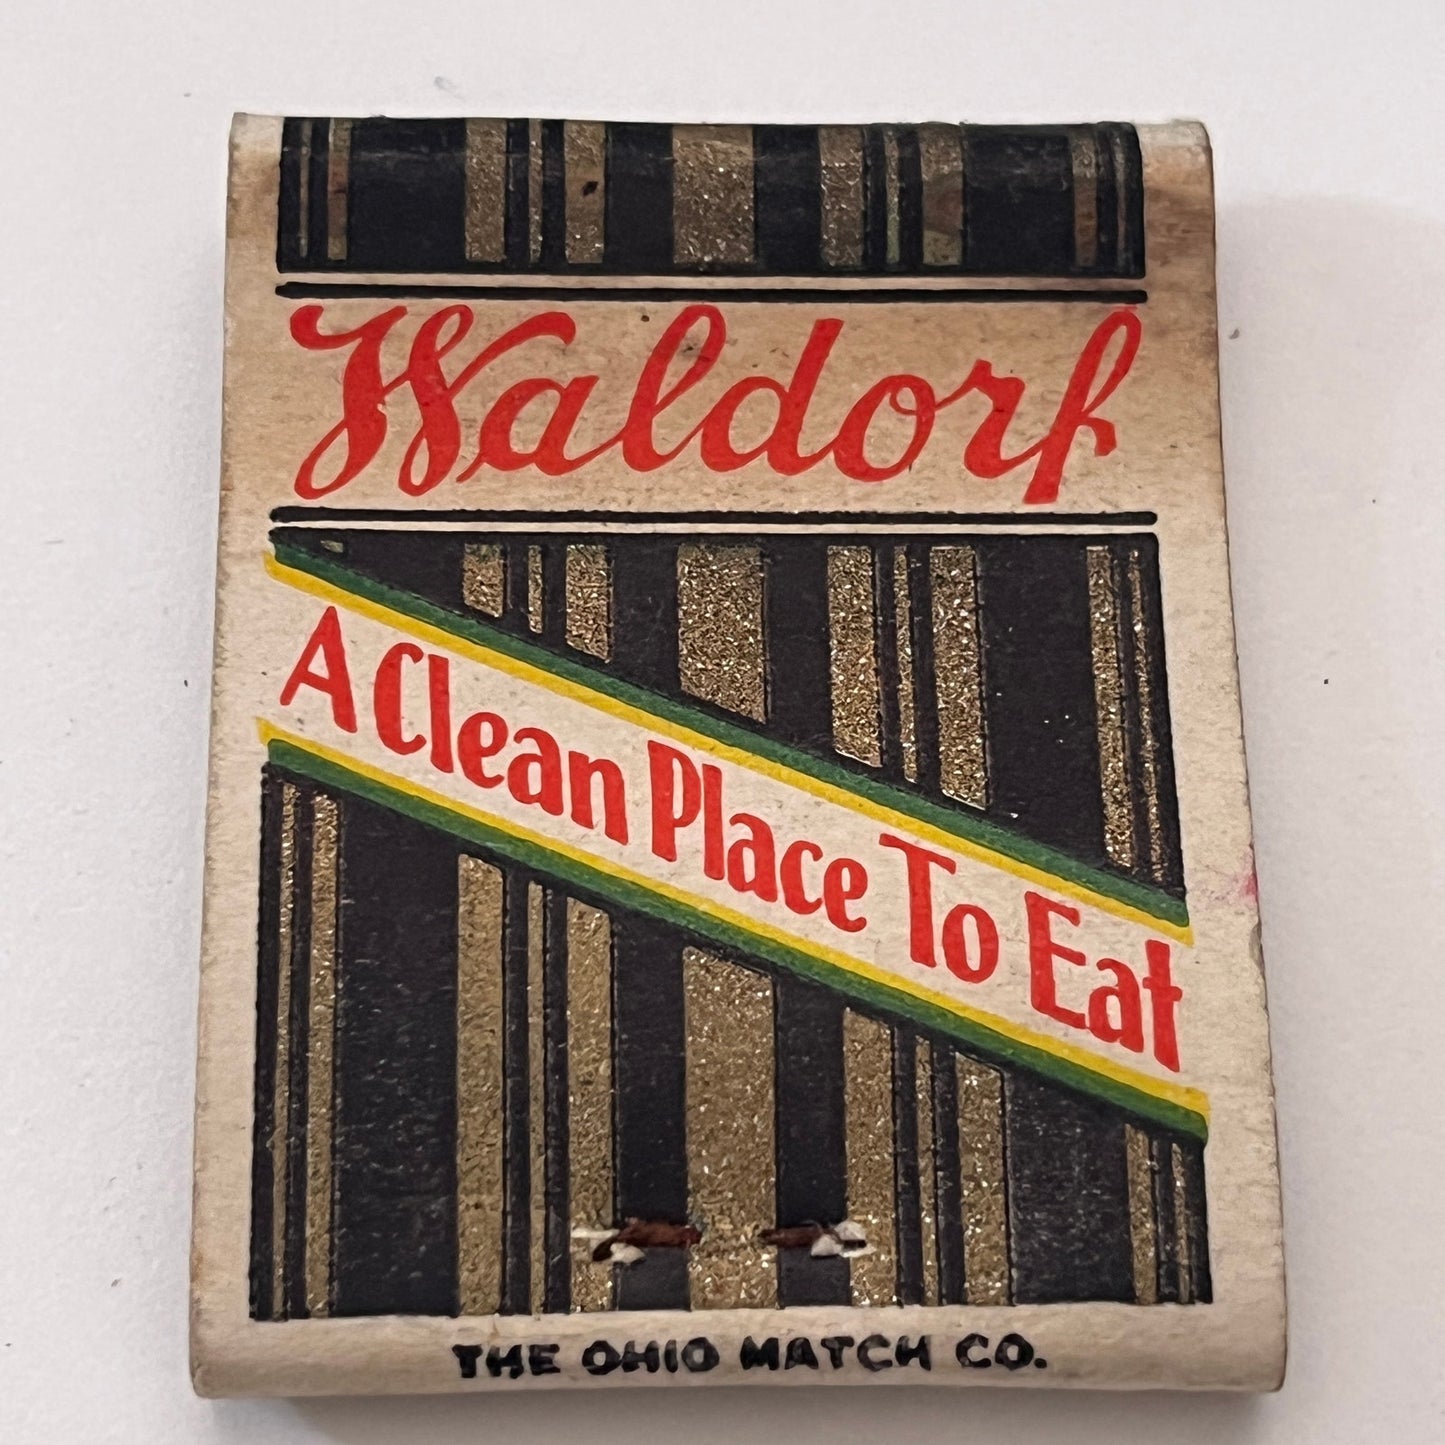 Waldorf
A Clean Place To Eat
THE OHIO MATCH CO.